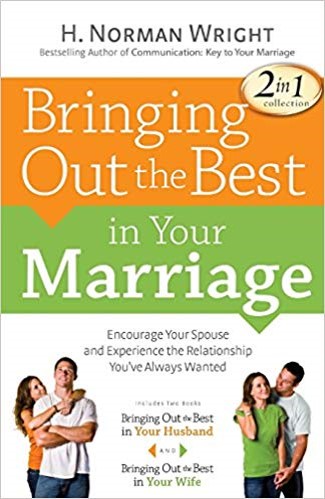 H. NORMAN WRIGHT
Bestselling Author of Communication: Key to Your Marriage
2 in 1
collection
Bringing
Out the Best
in Your
Marriage
Encourage Your Spouse
and Experience the Relationship
You've Always Wanted
Includes Two Books
Bringing Out the Best
in Your Husband
AND
Bringing Out the Best
in Your Wife